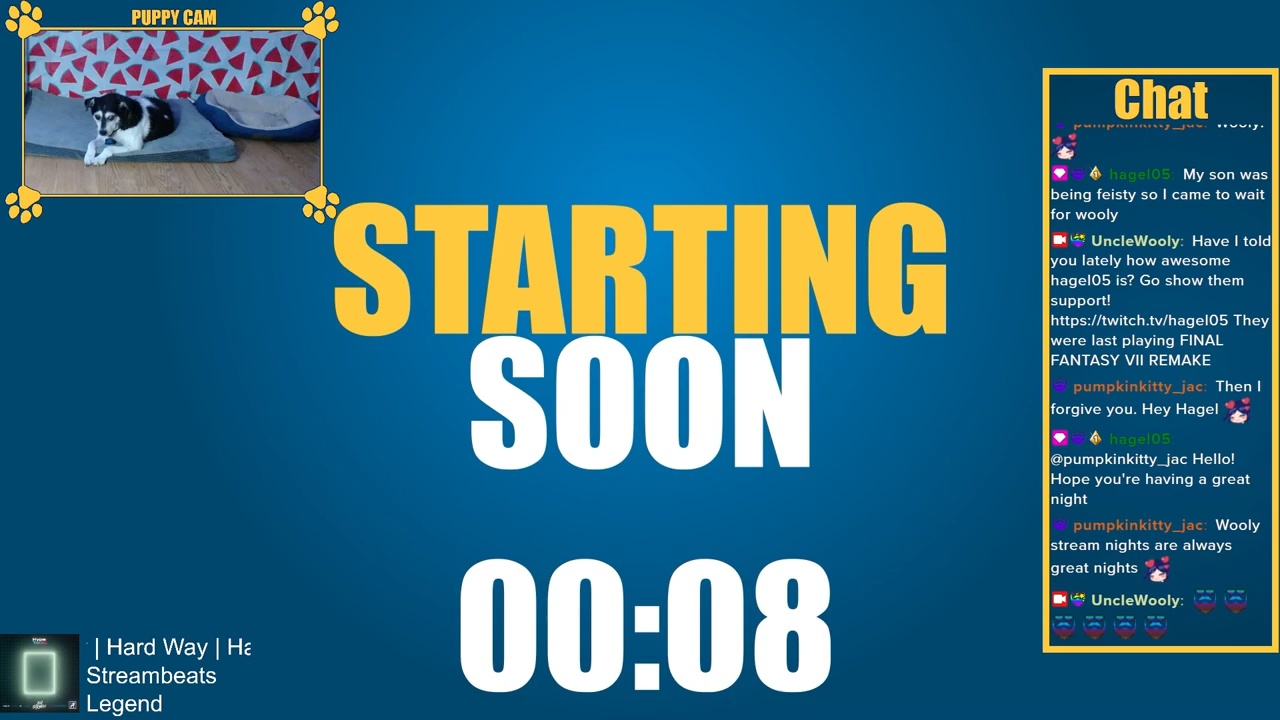 PUPPY CAM
STARTING
SOON
00:08
Chat
pumpkinkitty_jac: Wooly!
hagel05: My son was
being feisty so I came to wait
for wooly
UncleWooly: Have I told
you lately how awesome
hagel05 is? Go show them
support!
https://twitch.tv/hagel05 They
were last playing FINAL
FANTASY VII REMAKE
pumpkinkitty_jac: Then I
forgive you. Hey Hagel
hagel05:
@pumpkinkitty_jac Hello!
Hope you're having a great
night
pumpkinkitty_jac: Wooly
stream nights are always
great nights
UncleWooly:
| Hard Way | Ha
Streambeats
Legend